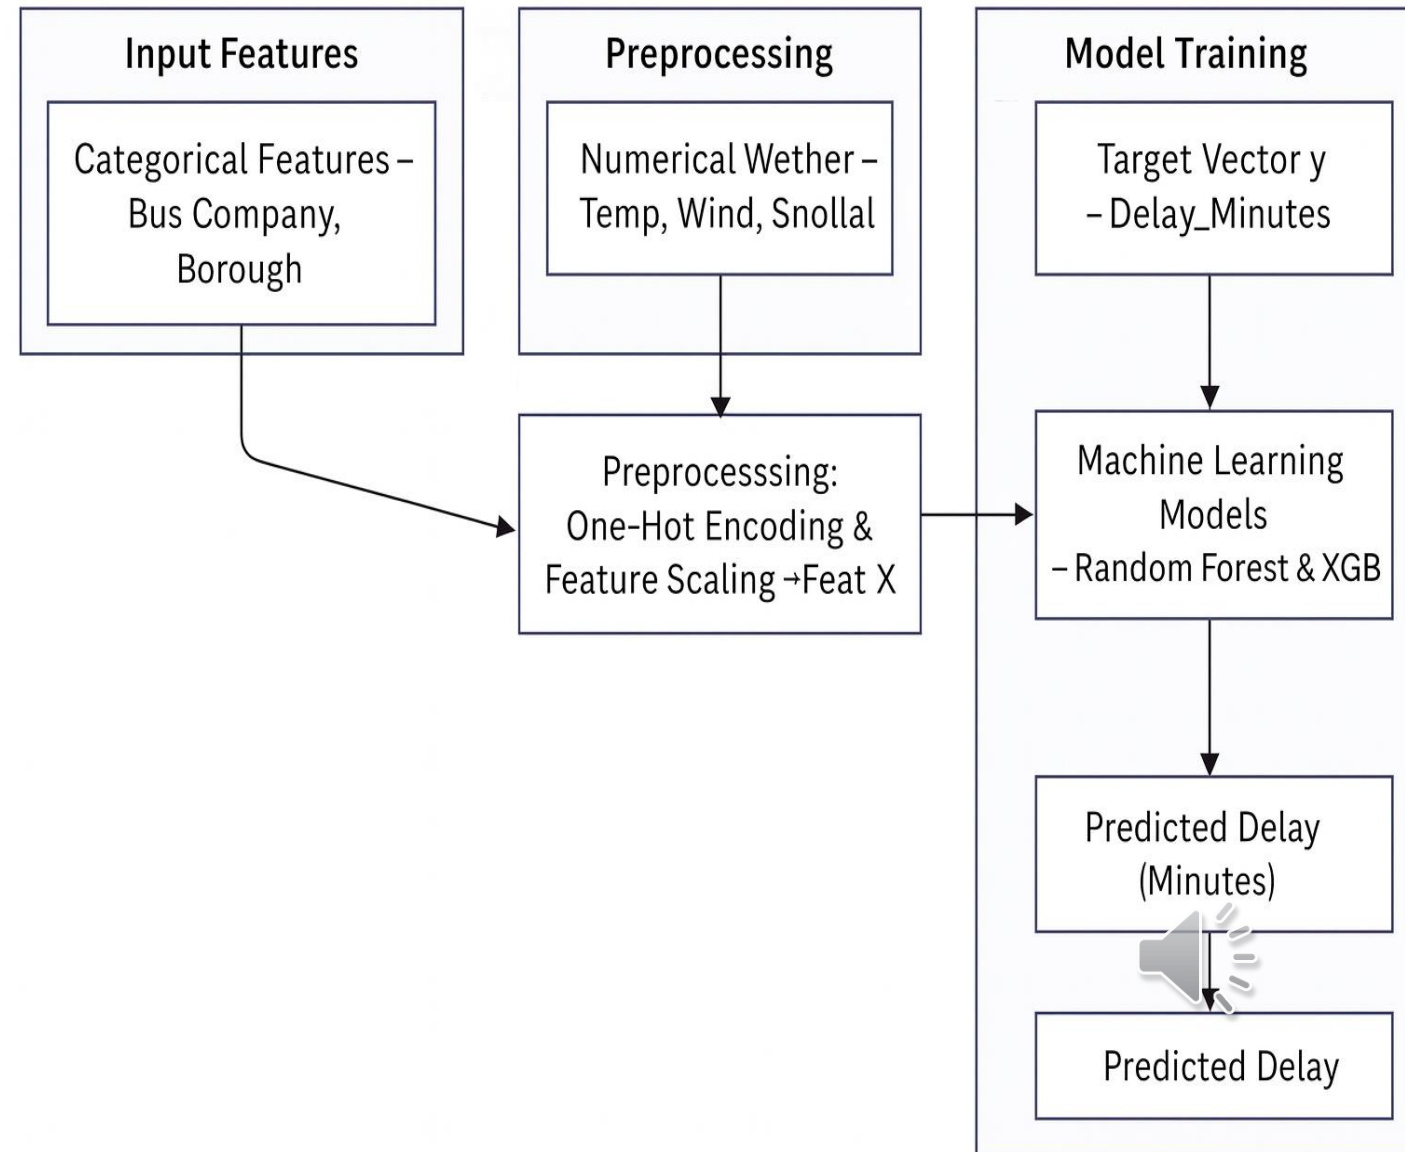 Input Features
Categorical Features –
Bus Company,
Borough
Preprocessing
Numerical Wether –
Temp, Wind, Snollal
Preprocesssing:
One-Hot Encoding &
Feature Scaling →Feat X
Model Training
Target Vector y
– Delay_Minutes
Machine Learning
Models
– Random Forest & XGB
Predicted Delay
(Minutes)
Predicted Delay